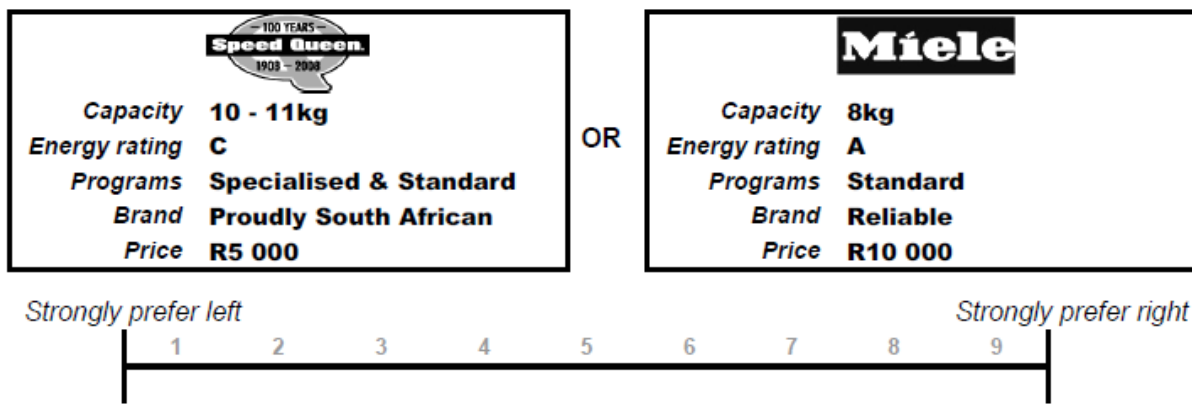 – 100 YEARS –
Speed Queen.
1908 – 2008
Capacity 10 - 11kg
Energy rating C
Programs Specialised & Standard
Brand Proudly South African
Price R5 000
OR
Miele
Capacity 8kg
Energy rating A
Programs Standard
Brand Reliable
Price R10 000
Strongly prefer left
Strongly prefer right
1 2 3 4 5 6 7 8 9